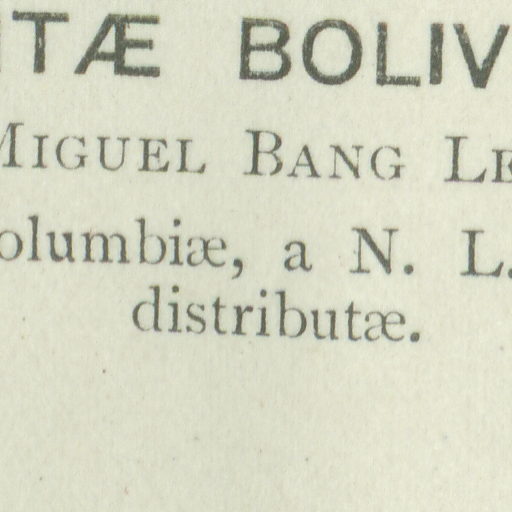 TÆ BOLIV
MIGUEL BANG LE
olumbiæ, a N. L.
distributæ.